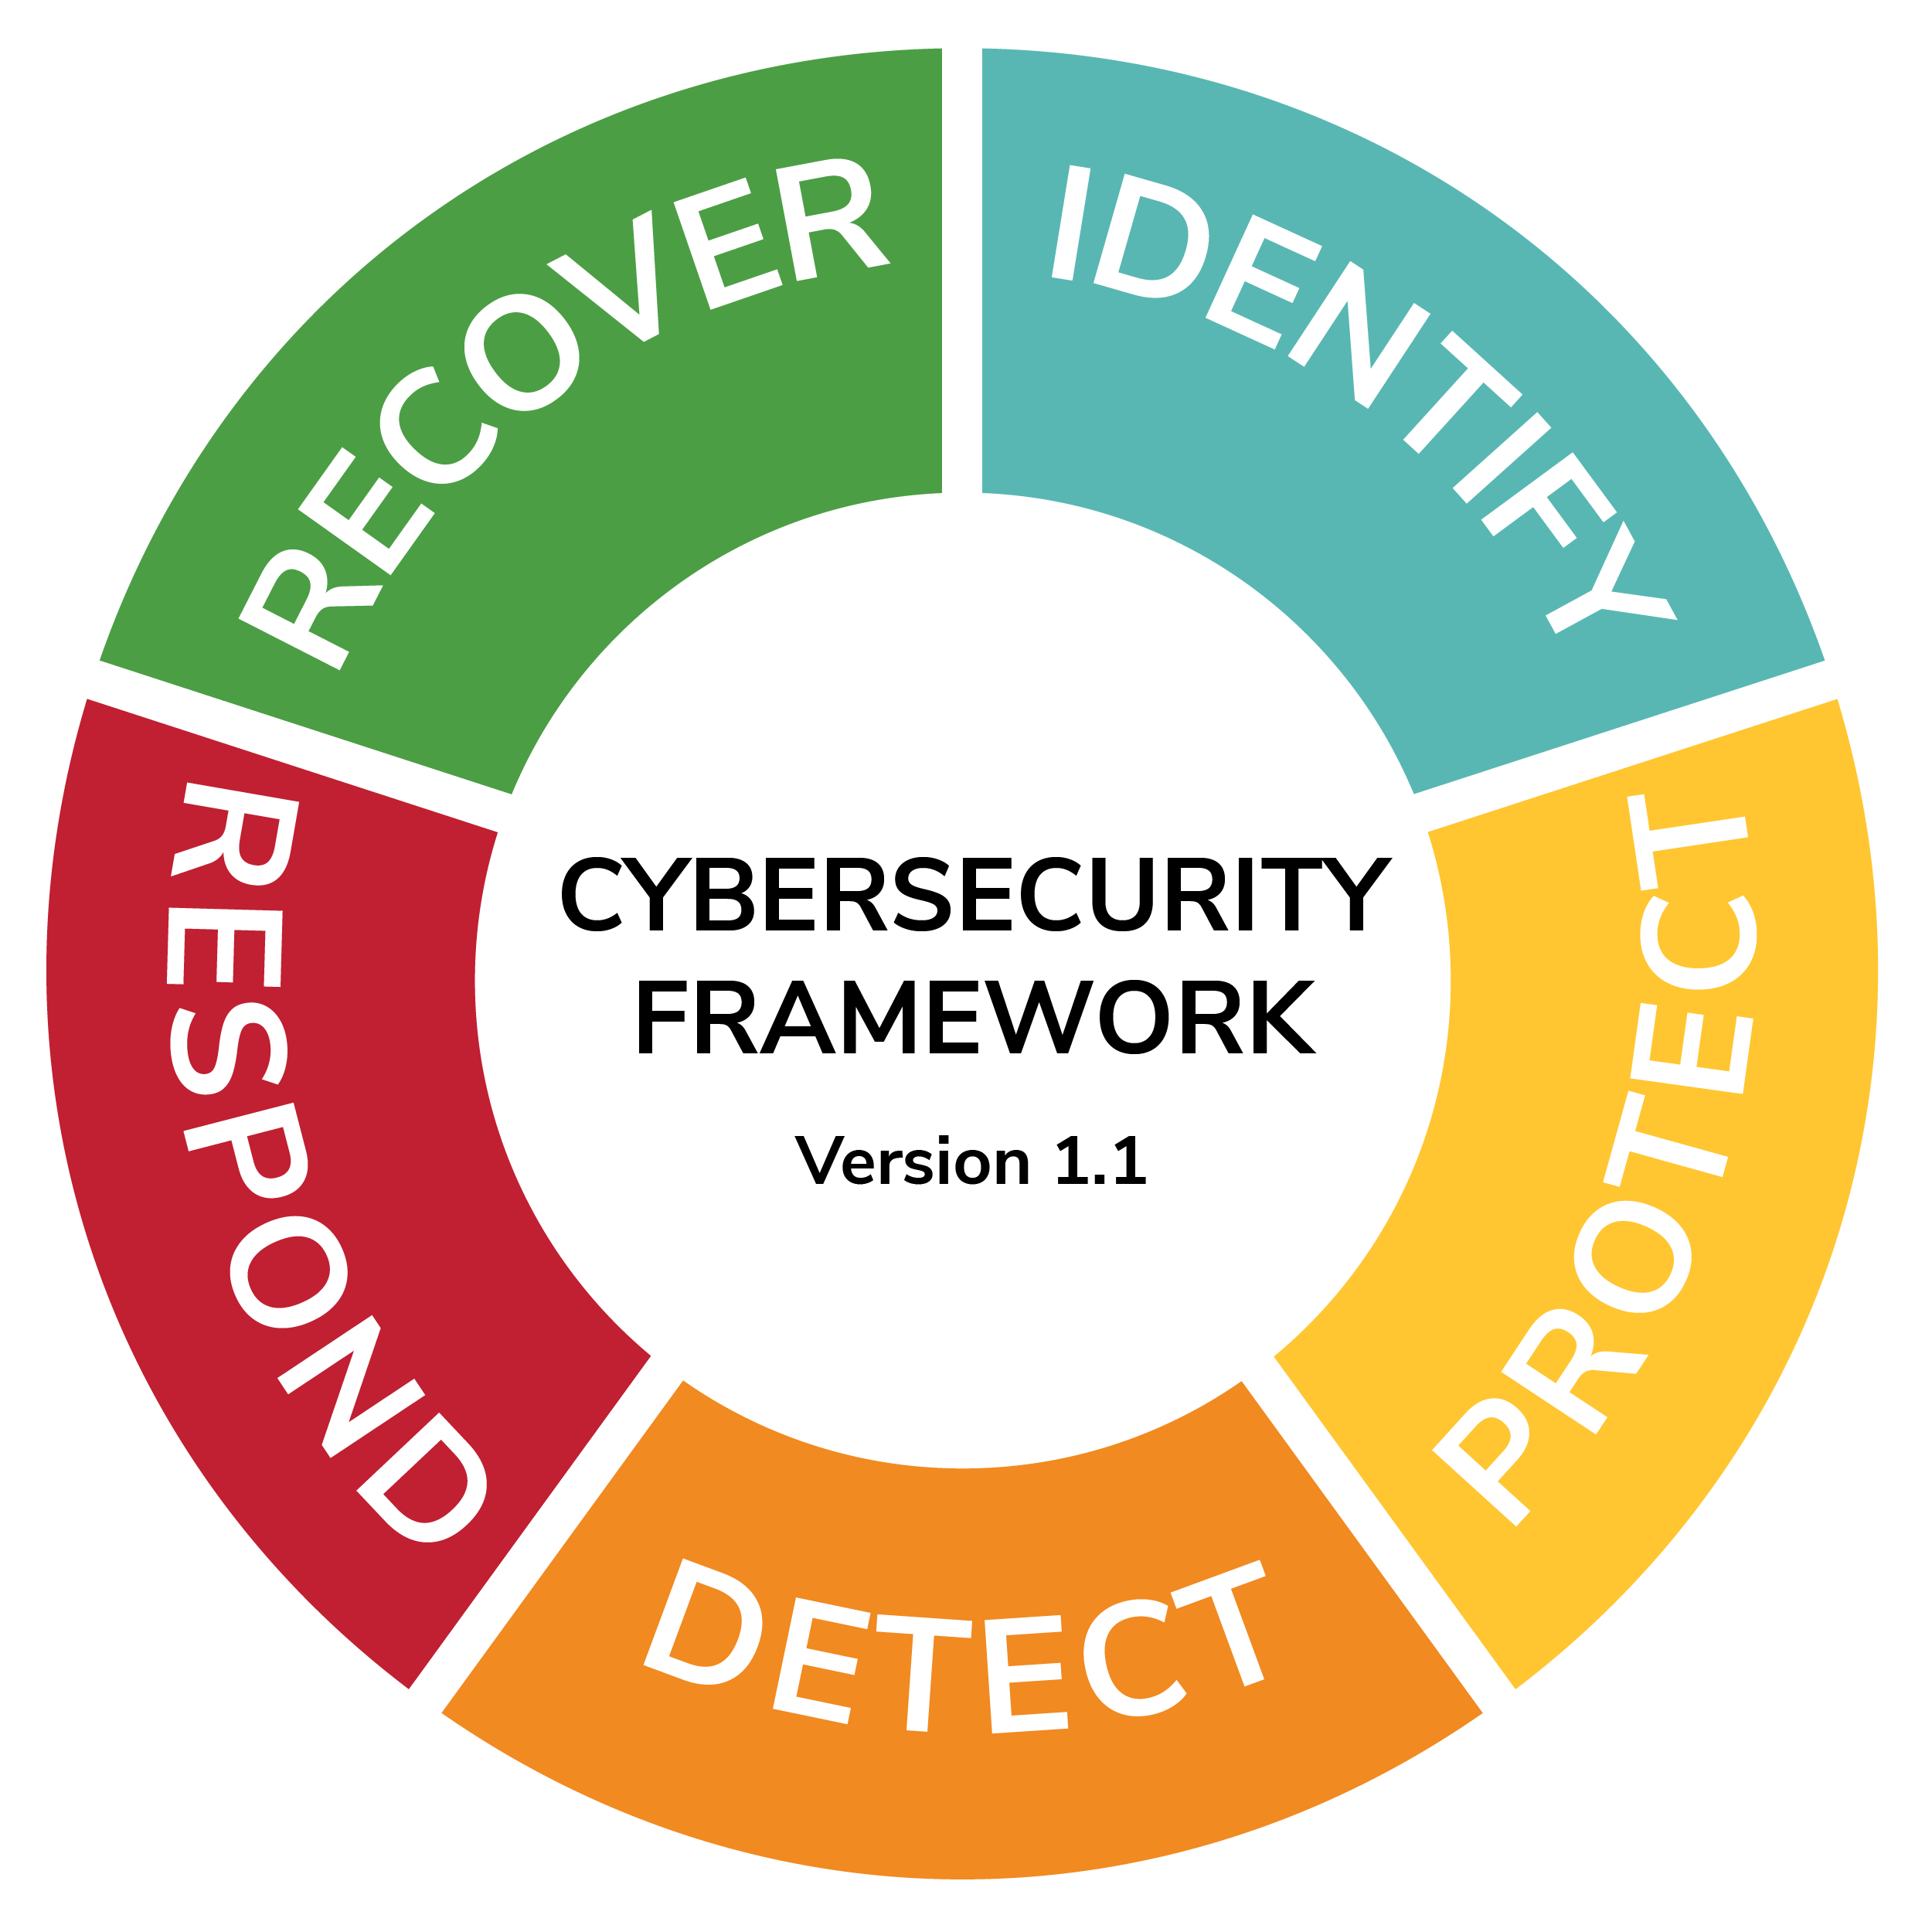 IDENTIFY
PROTECT
DETECT
RESPOND
RECOVER
CYBERSECURITY
FRAMEWORK
Version 1.1